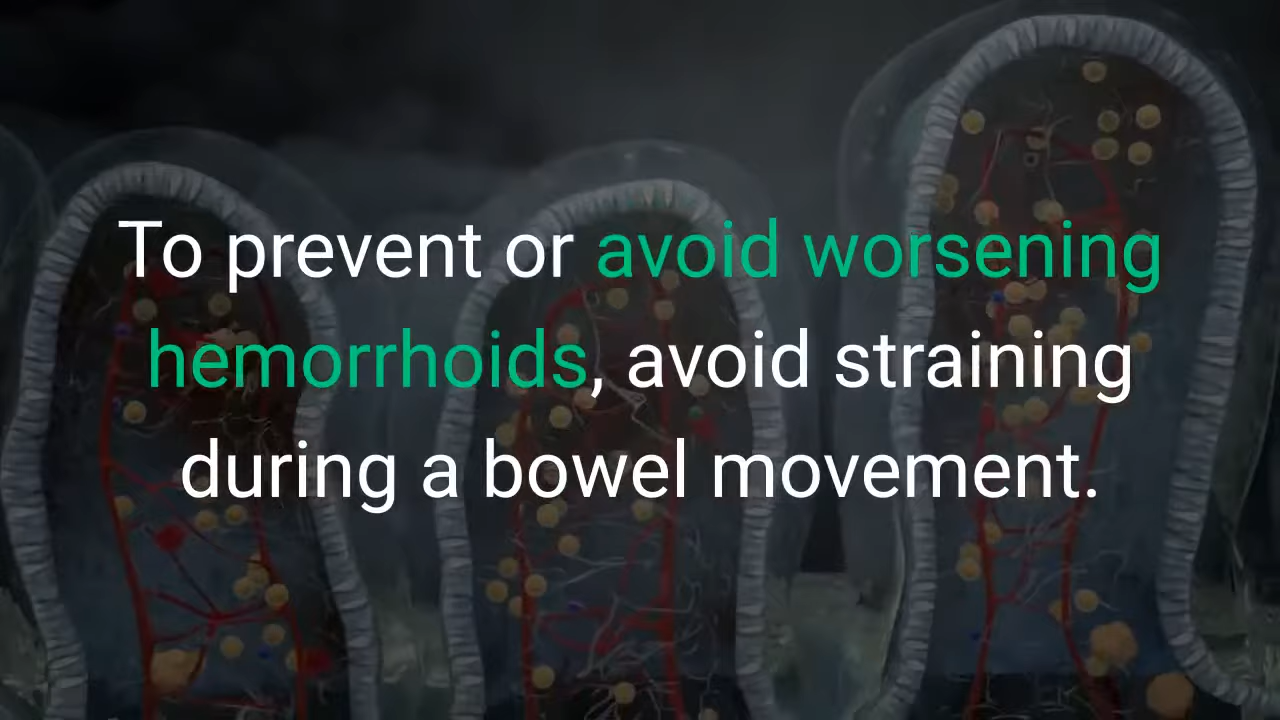 To prevent or avoid worsening
hemorrhoids, avoid straining
during a bowel movement.